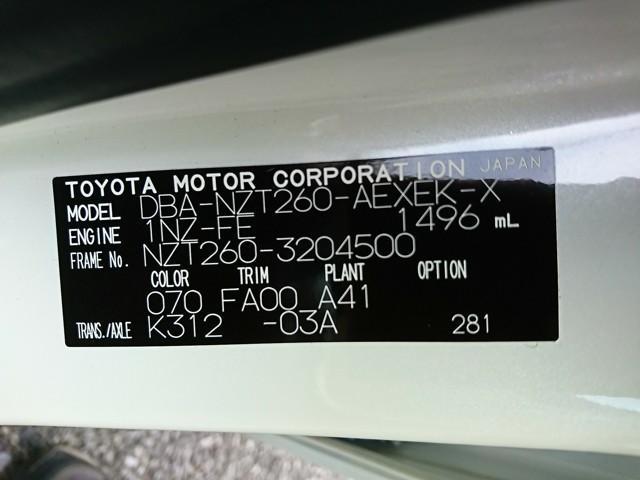 TOYOTA MOTOR CORPORATION JAPAN
MODEL DBA-NZT260-AEXEK-X
ENGINE 1NZ-FE 1496 mL
FRAME No. NZT260-3204500
COLOR TRIM PLANT OPTION
070 FA00 A41
TRANS./AXLE K312 -03A 281